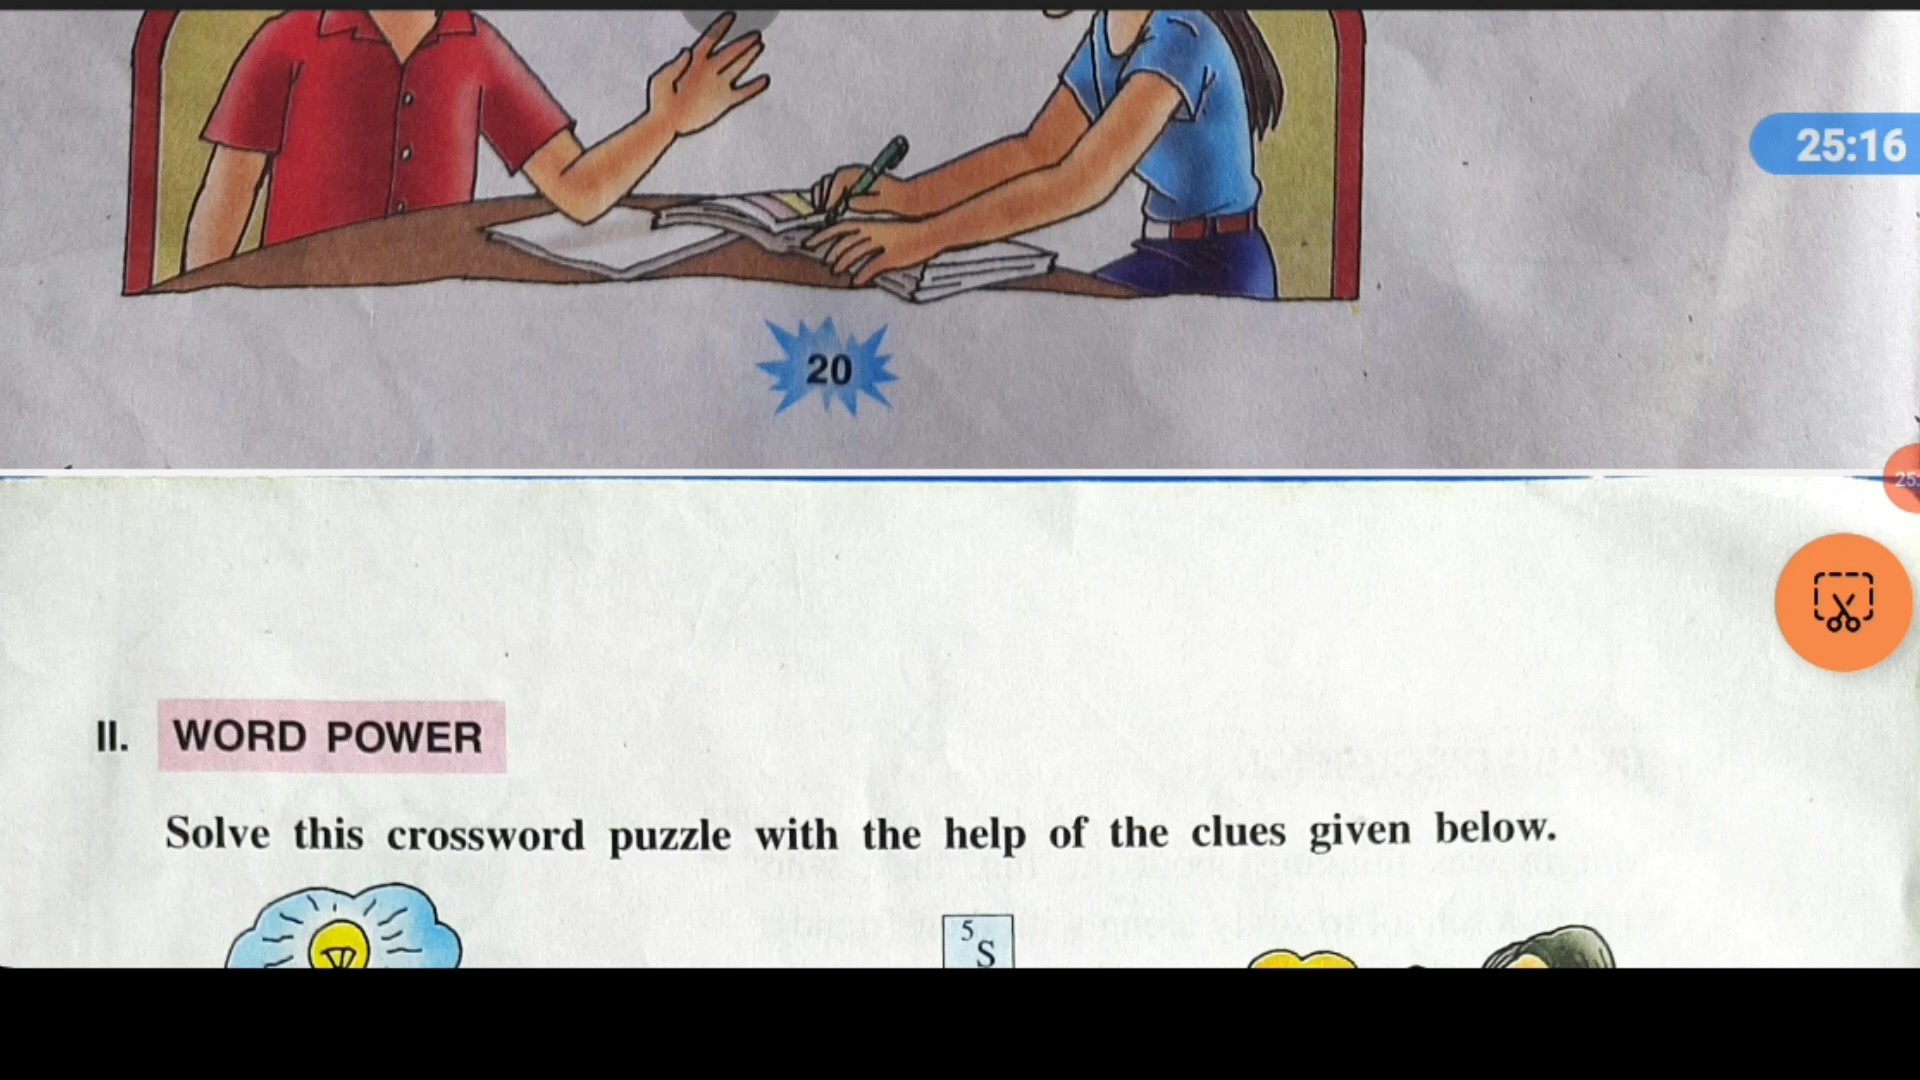 25:16
20
II. WORD POWER
Solve this crossword puzzle with the help of the clues given below.
5
S